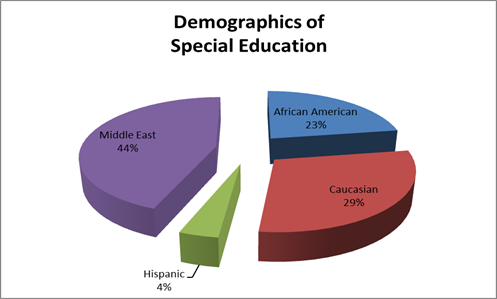 Demographics of
Special Education
African American
23%
Middle East
44%
Caucasian
29%
Hispanic
4%